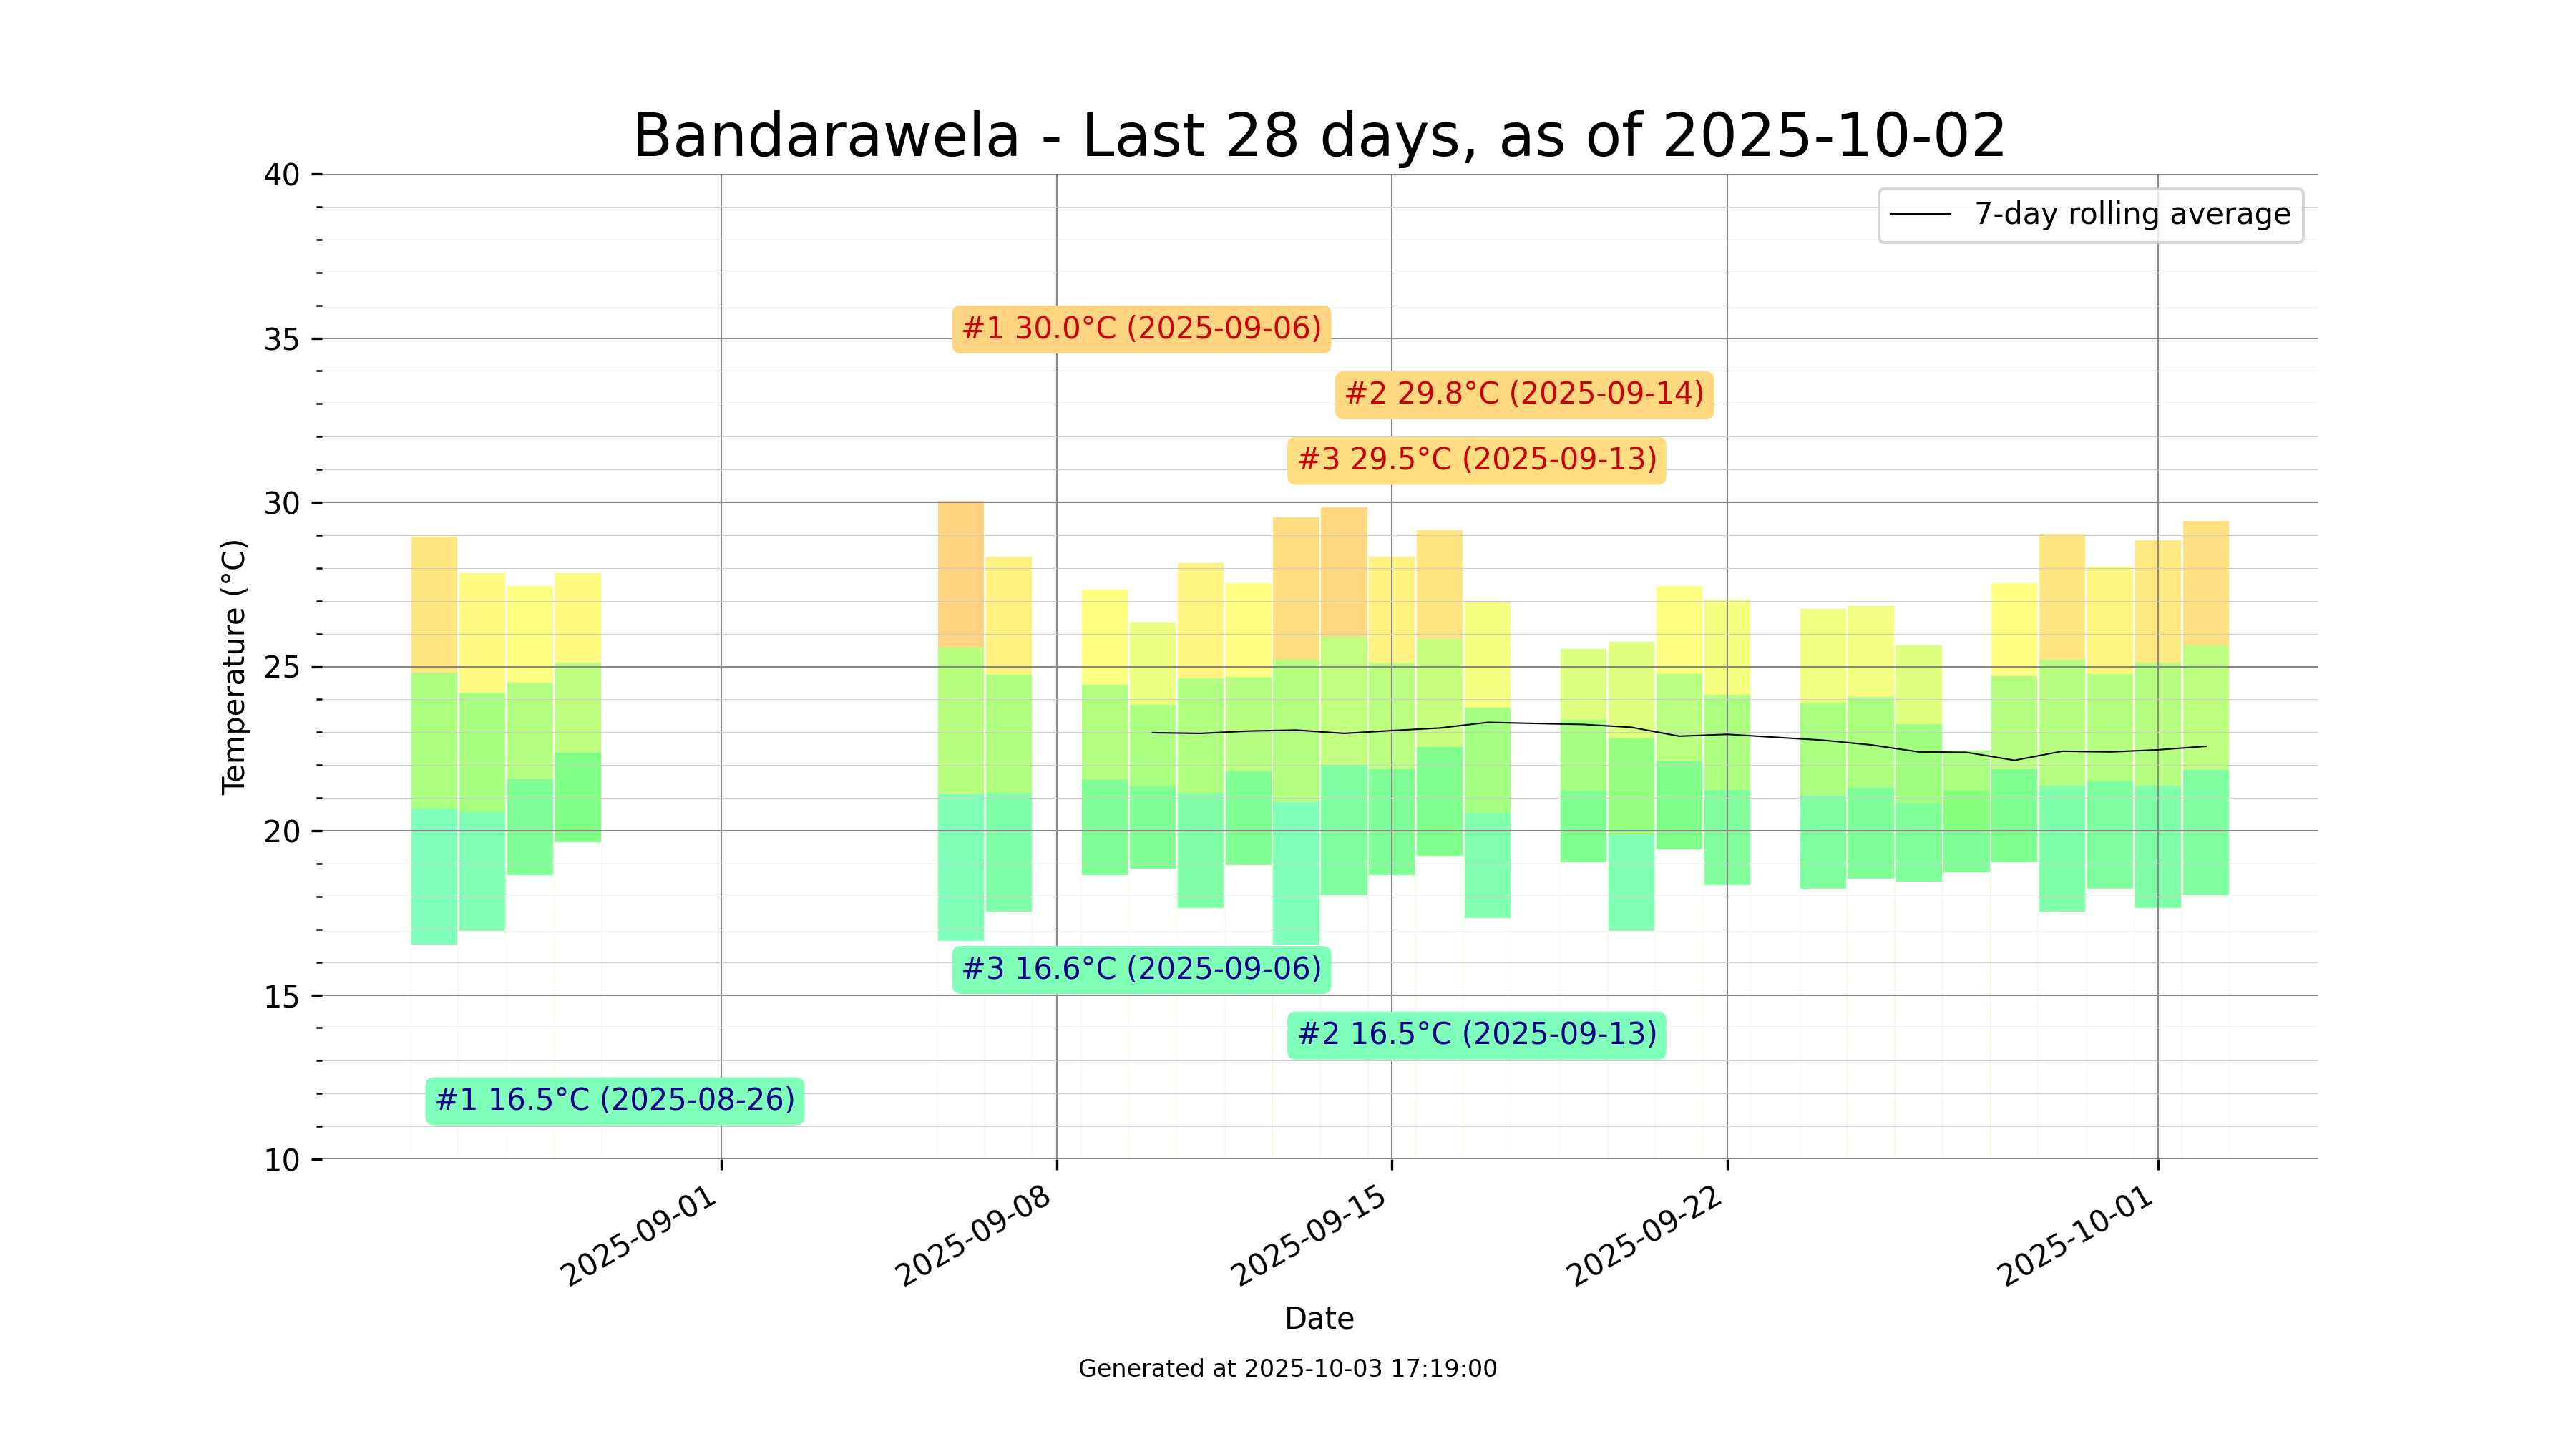 Bandarawela - Last 28 days, as of 2025-10-02
40
35
30
25
20
15
10
Temperature (°C)
7-day rolling average
#1 30.0°C (2025-09-06)
#2 29.8°C (2025-09-14)
#3 29.5°C (2025-09-13)
#3 16.6°C (2025-09-06)
#2 16.5°C (2025-09-13)
#1 16.5°C (2025-08-26)
2025-09-01
2025-09-08
2025-09-15
2025-09-22
2025-10-01
Date
Generated at 2025-10-03 17:19:00